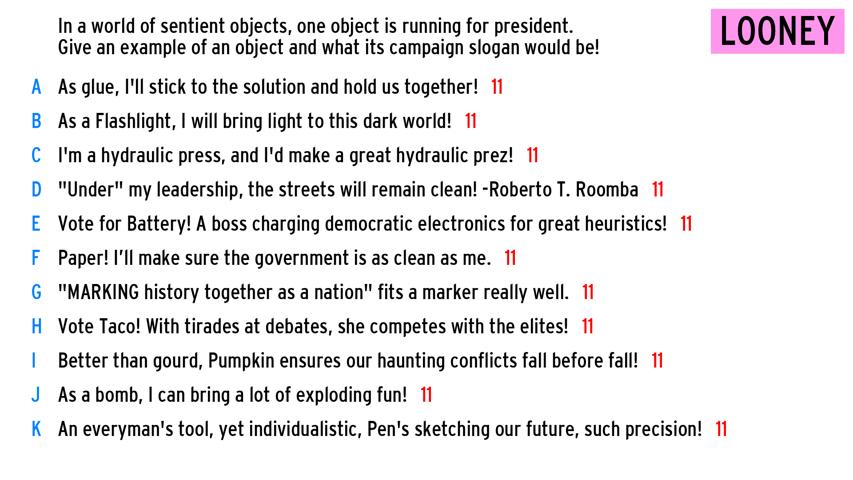 In a world of sentient objects, one object is running for president.
Give an example of an object and what its campaign slogan would be!
LOONEY
A As glue, I'll stick to the solution and hold us together! 11
B As a Flashlight, I will bring light to this dark world! 11
C I'm a hydraulic press, and I'd make a great hydraulic prez! 11
D "Under" my leadership, the streets will remain clean! -Roberto T. Roomba 11
E Vote for Battery! A boss charging democratic electronics for great heuristics! 11
F Paper! I’ll make sure the government is as clean as me. 11
G "MARKING history together as a nation" fits a marker really well. 11
H Vote Taco! With tirades at debates, she competes with the elites! 11
I Better than gourd, Pumpkin ensures our haunting conflicts fall before fall! 11
J As a bomb, I can bring a lot of exploding fun! 11
K An everyman's tool, yet individualistic, Pen's sketching our future, such precision! 11